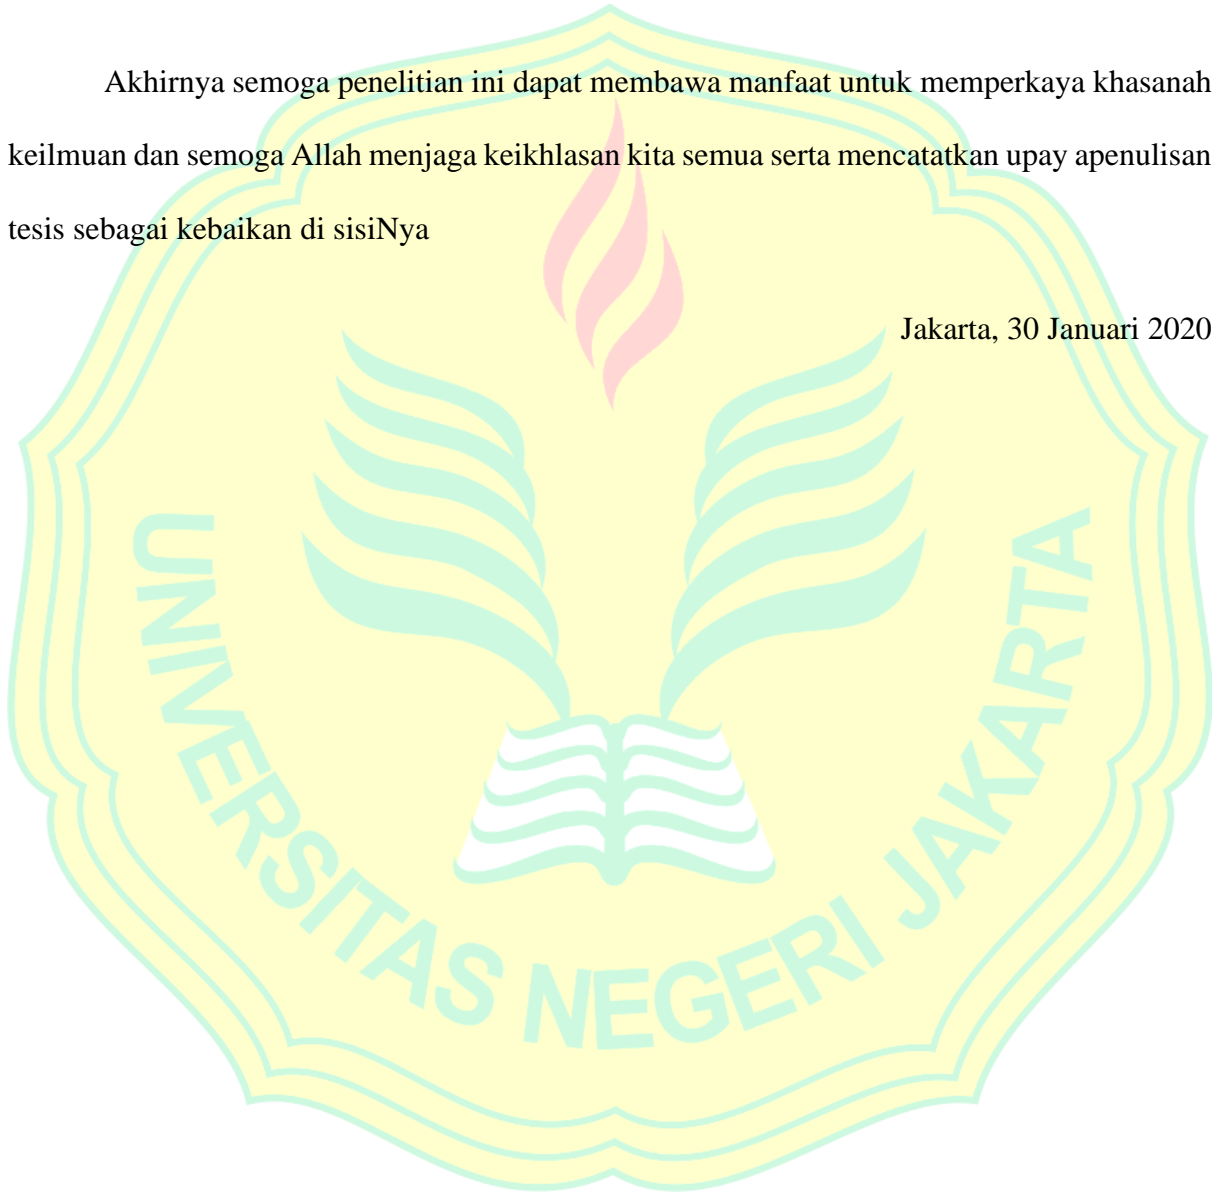 Akhirnya semoga penelitian ini dapat membawa manfaat untuk memperkaya khasanah
keilmuan dan semoga Allah menjaga keikhlasan kita semua serta mencatatkan upay apenulisan
tesis sebagai kebaikan di sisiNya
Jakarta, 30 Januari 2020
UNIVERSITAS NEGERI JAKARTA